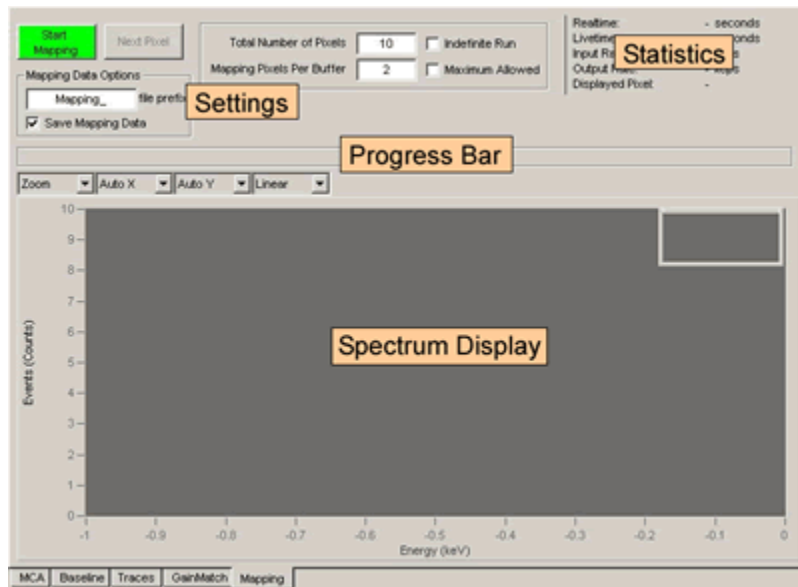 Start
Mapping
Next Pixel
Total Number of Pixels 10 Indefinite Run
Mapping Pixels Per Buffer 2 Maximum Allowed
Realtime: - seconds
Livetime
Input
Output
Displayed Pixel: -
Statistics
Mapping Data Options
Mapping_ file prefix
Save Mapping Data
Settings
Progress Bar
Zoom Auto X Auto Y Linear
10
9
8
7
6
5
4
3
2
1
0
Events (Counts)
Spectrum Display
-1 -0.9 -0.8 -0.7 -0.6 -0.5 -0.4 -0.3 -0.2 -0.1 0
Energy (keV)
MCA Baseline Traces GainMatch Mapping